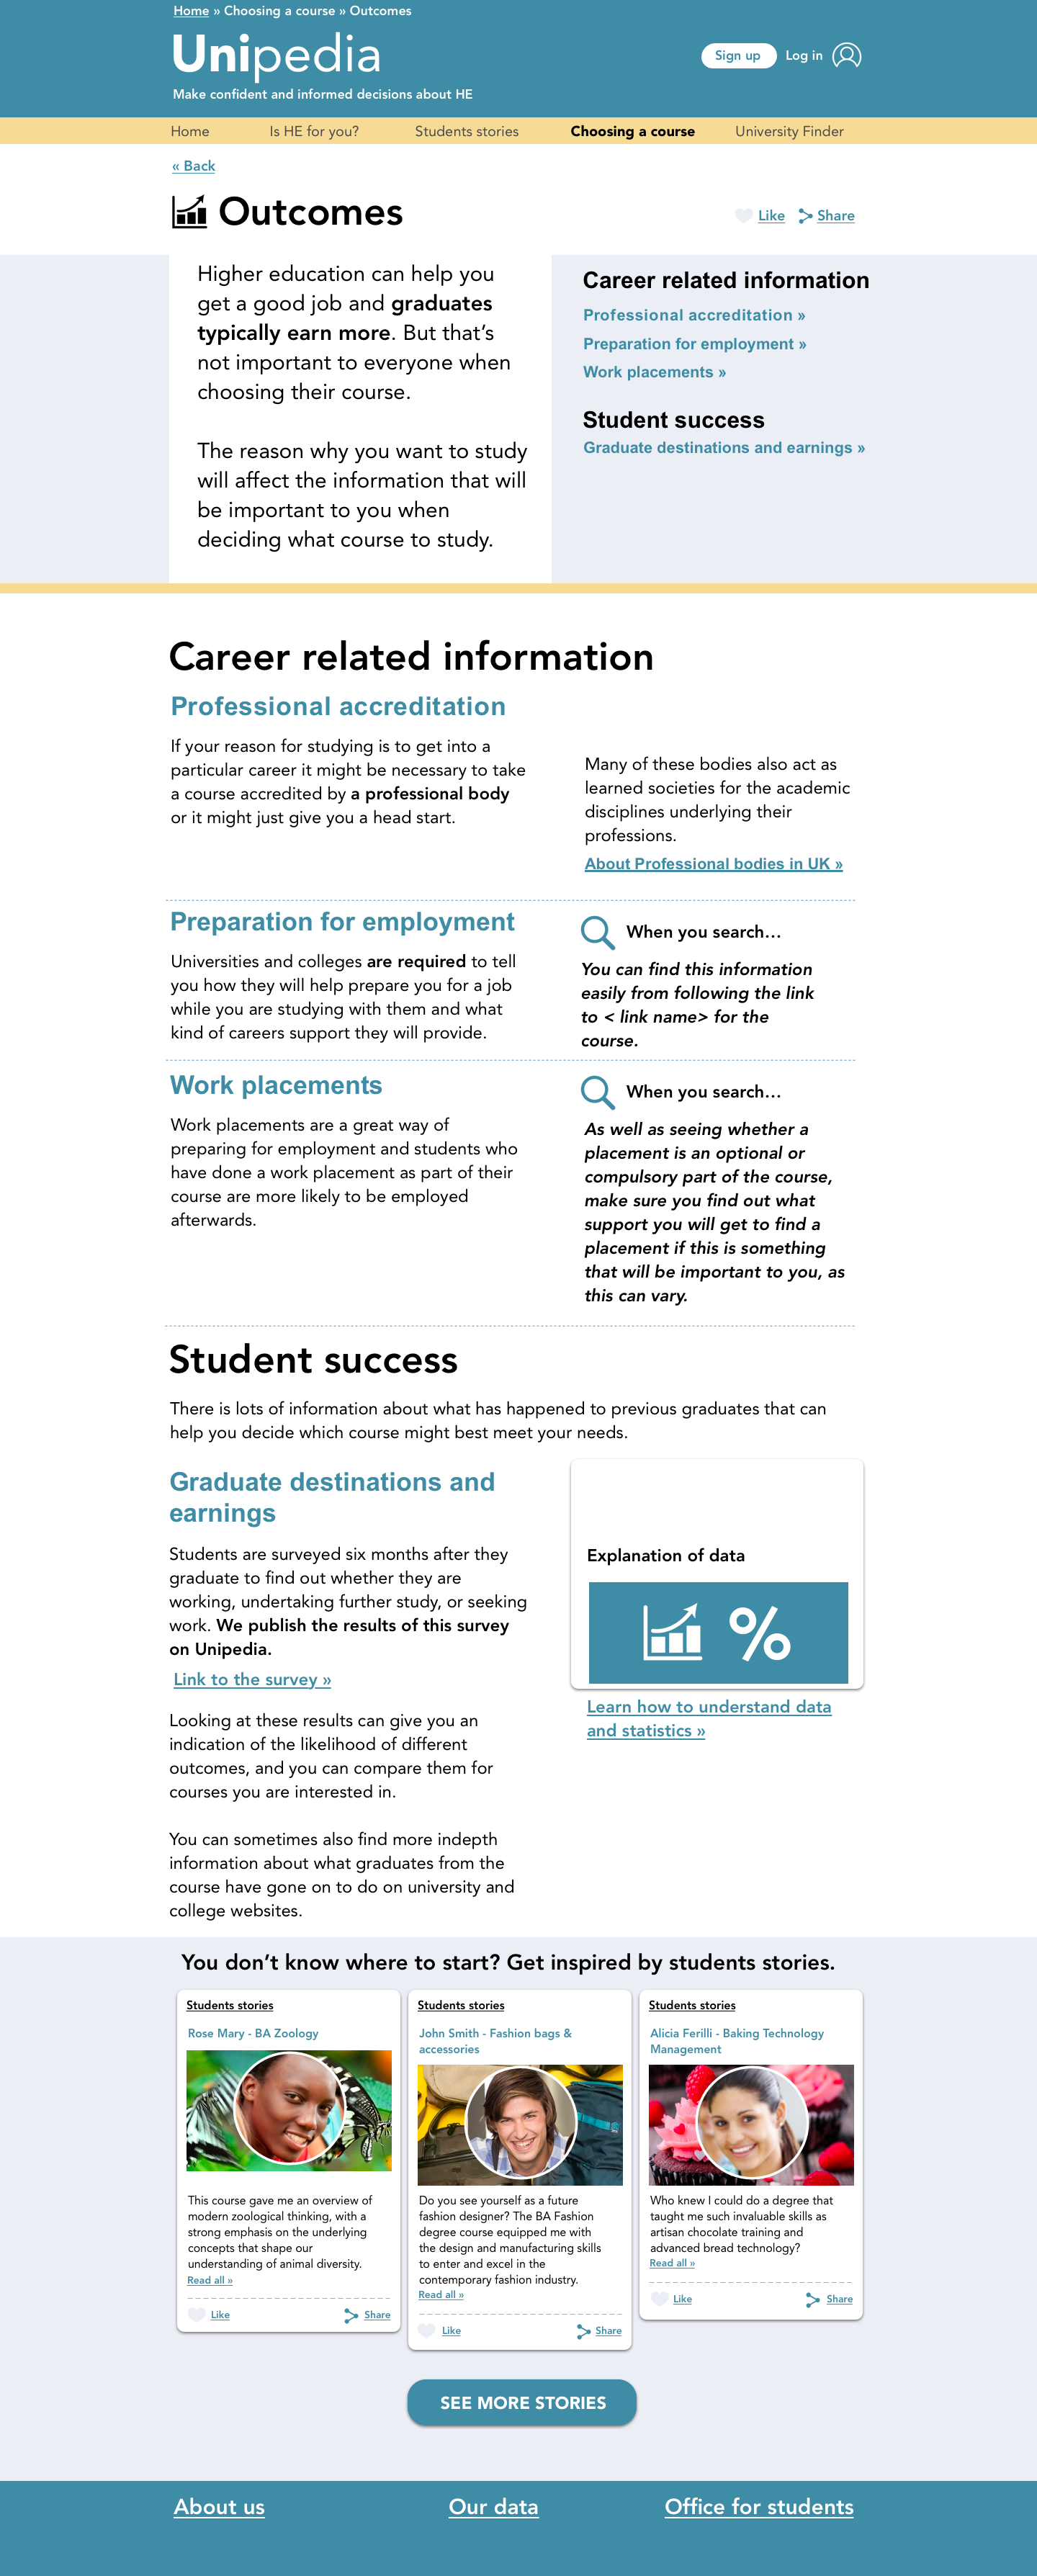 Home » Choosing a course » Outcomes
Unipedia
Sign up Log in
Make confident and informed decisions about HE
Home Is HE for you? Students stories Choosing a course University Finder
« Back
Outcomes
Like Share
Higher education can help you
get a good job and graduates
typically earn more. But that’s
not important to everyone when
choosing their course.
The reason why you want to study
will affect the information that will
be important to you when
deciding what course to study.
Career related information
Professional accreditation »
Preparation for employment »
Work placements »
Student success
Graduate destinations and earnings »
Career related information
Professional accreditation
If your reason for studying is to get into a
particular career it might be necessary to take
a course accredited by a professional body
or it might just give you a head start.
Many of these bodies also act as
learned societies for the academic
disciplines underlying their
professions.
About Professional bodies in UK »
Preparation for employment
Universities and colleges are required to tell
you how they will help prepare you for a job
while you are studying with them and what
kind of careers support they will provide.
When you search…
You can find this information
easily from following the link
to < link name> for the
course.
Work placements
Work placements are a great way of
preparing for employment and students who
have done a work placement as part of their
course are more likely to be employed
afterwards.
When you search…
As well as seeing whether a
placement is an optional or
compulsory part of the course,
make sure you find out what
support you will get to find a
placement if this is something
that will be important to you, as
this can vary.
Student success
There is lots of information about what has happened to previous graduates that can
help you decide which course might best meet your needs.
Graduate destinations and
earnings
Students are surveyed six months after they
graduate to find out whether they are
working, undertaking further study, or seeking
work. We publish the results of this survey
on Unipedia.
Link to the survey »
Looking at these results can give you an
indication of the likelihood of different
outcomes, and you can compare them for
courses you are interested in.
You can sometimes also find more indepth
information about what graduates from the
course have gone on to do on university and
college websites.
Explanation of data
%
Learn how to understand data
and statistics »
You don’t know where to start? Get inspired by students stories.
Students stories
Rose Mary - BA Zoology
This course gave me an overview of
modern zoological thinking, with a
strong emphasis on the underlying
concepts that shape our
understanding of animal diversity.
Read all »
Like Share
Students stories
John Smith - Fashion bags &
accessories
Do you see yourself as a future
fashion designer? The BA Fashion
degree course equipped me with
the design and manufacturing skills
to enter and excel in the
contemporary fashion industry.
Read all »
Like Share
Students stories
Alicia Ferilli - Baking Technology
Management
Who knew I could do a degree that
taught me such invaluable skills as
artisan chocolate training and
advanced bread technology?
Read all »
Like Share
SEE MORE STORIES
About us Our data Office for students